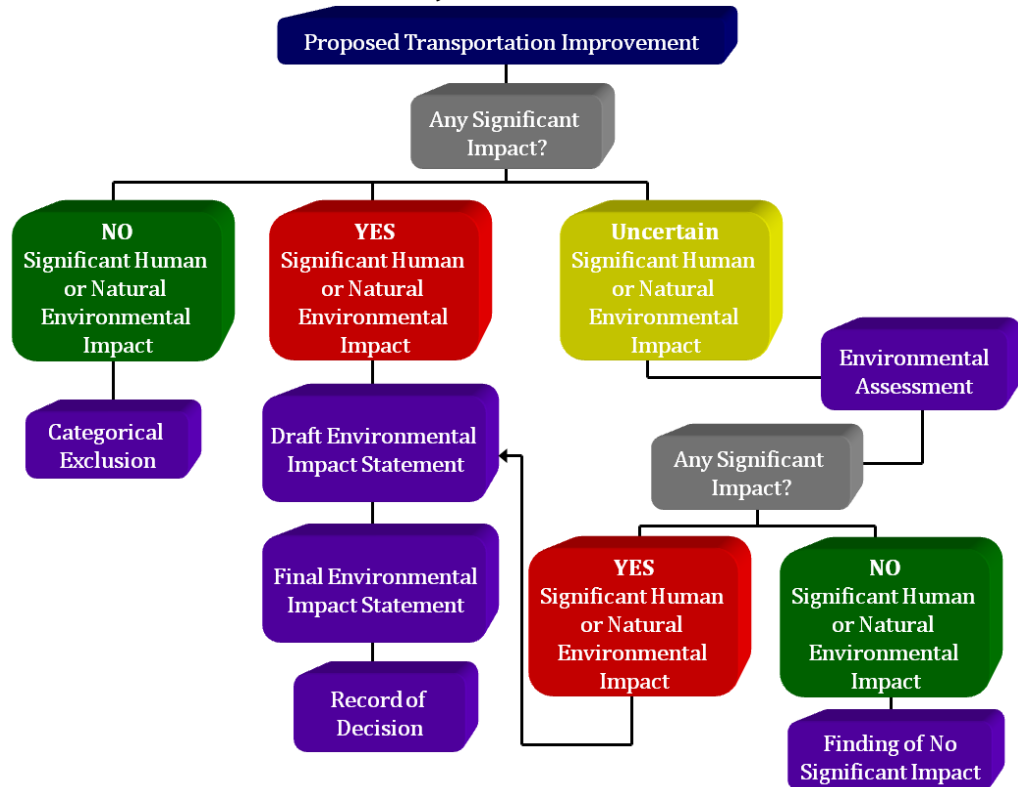 Proposed Transportation Improvement
Any Significant
Impact?
NO
Significant Human
or Natural
Environmental
Impact
YES
Significant Human
or Natural
Environmental
Impact
Uncertain
Significant Human
or Natural
Environmental
Impact
Environmental
Assessment
Categorical
Exclusion
Draft Environmental
Impact Statement
Any Significant
Impact?
Final Environmental
Impact Statement
YES
Significant Human
or Natural
Environmental
Impact
NO
Significant Human
or Natural
Environmental
Impact
Record of
Decision
Finding of No
Significant Impact